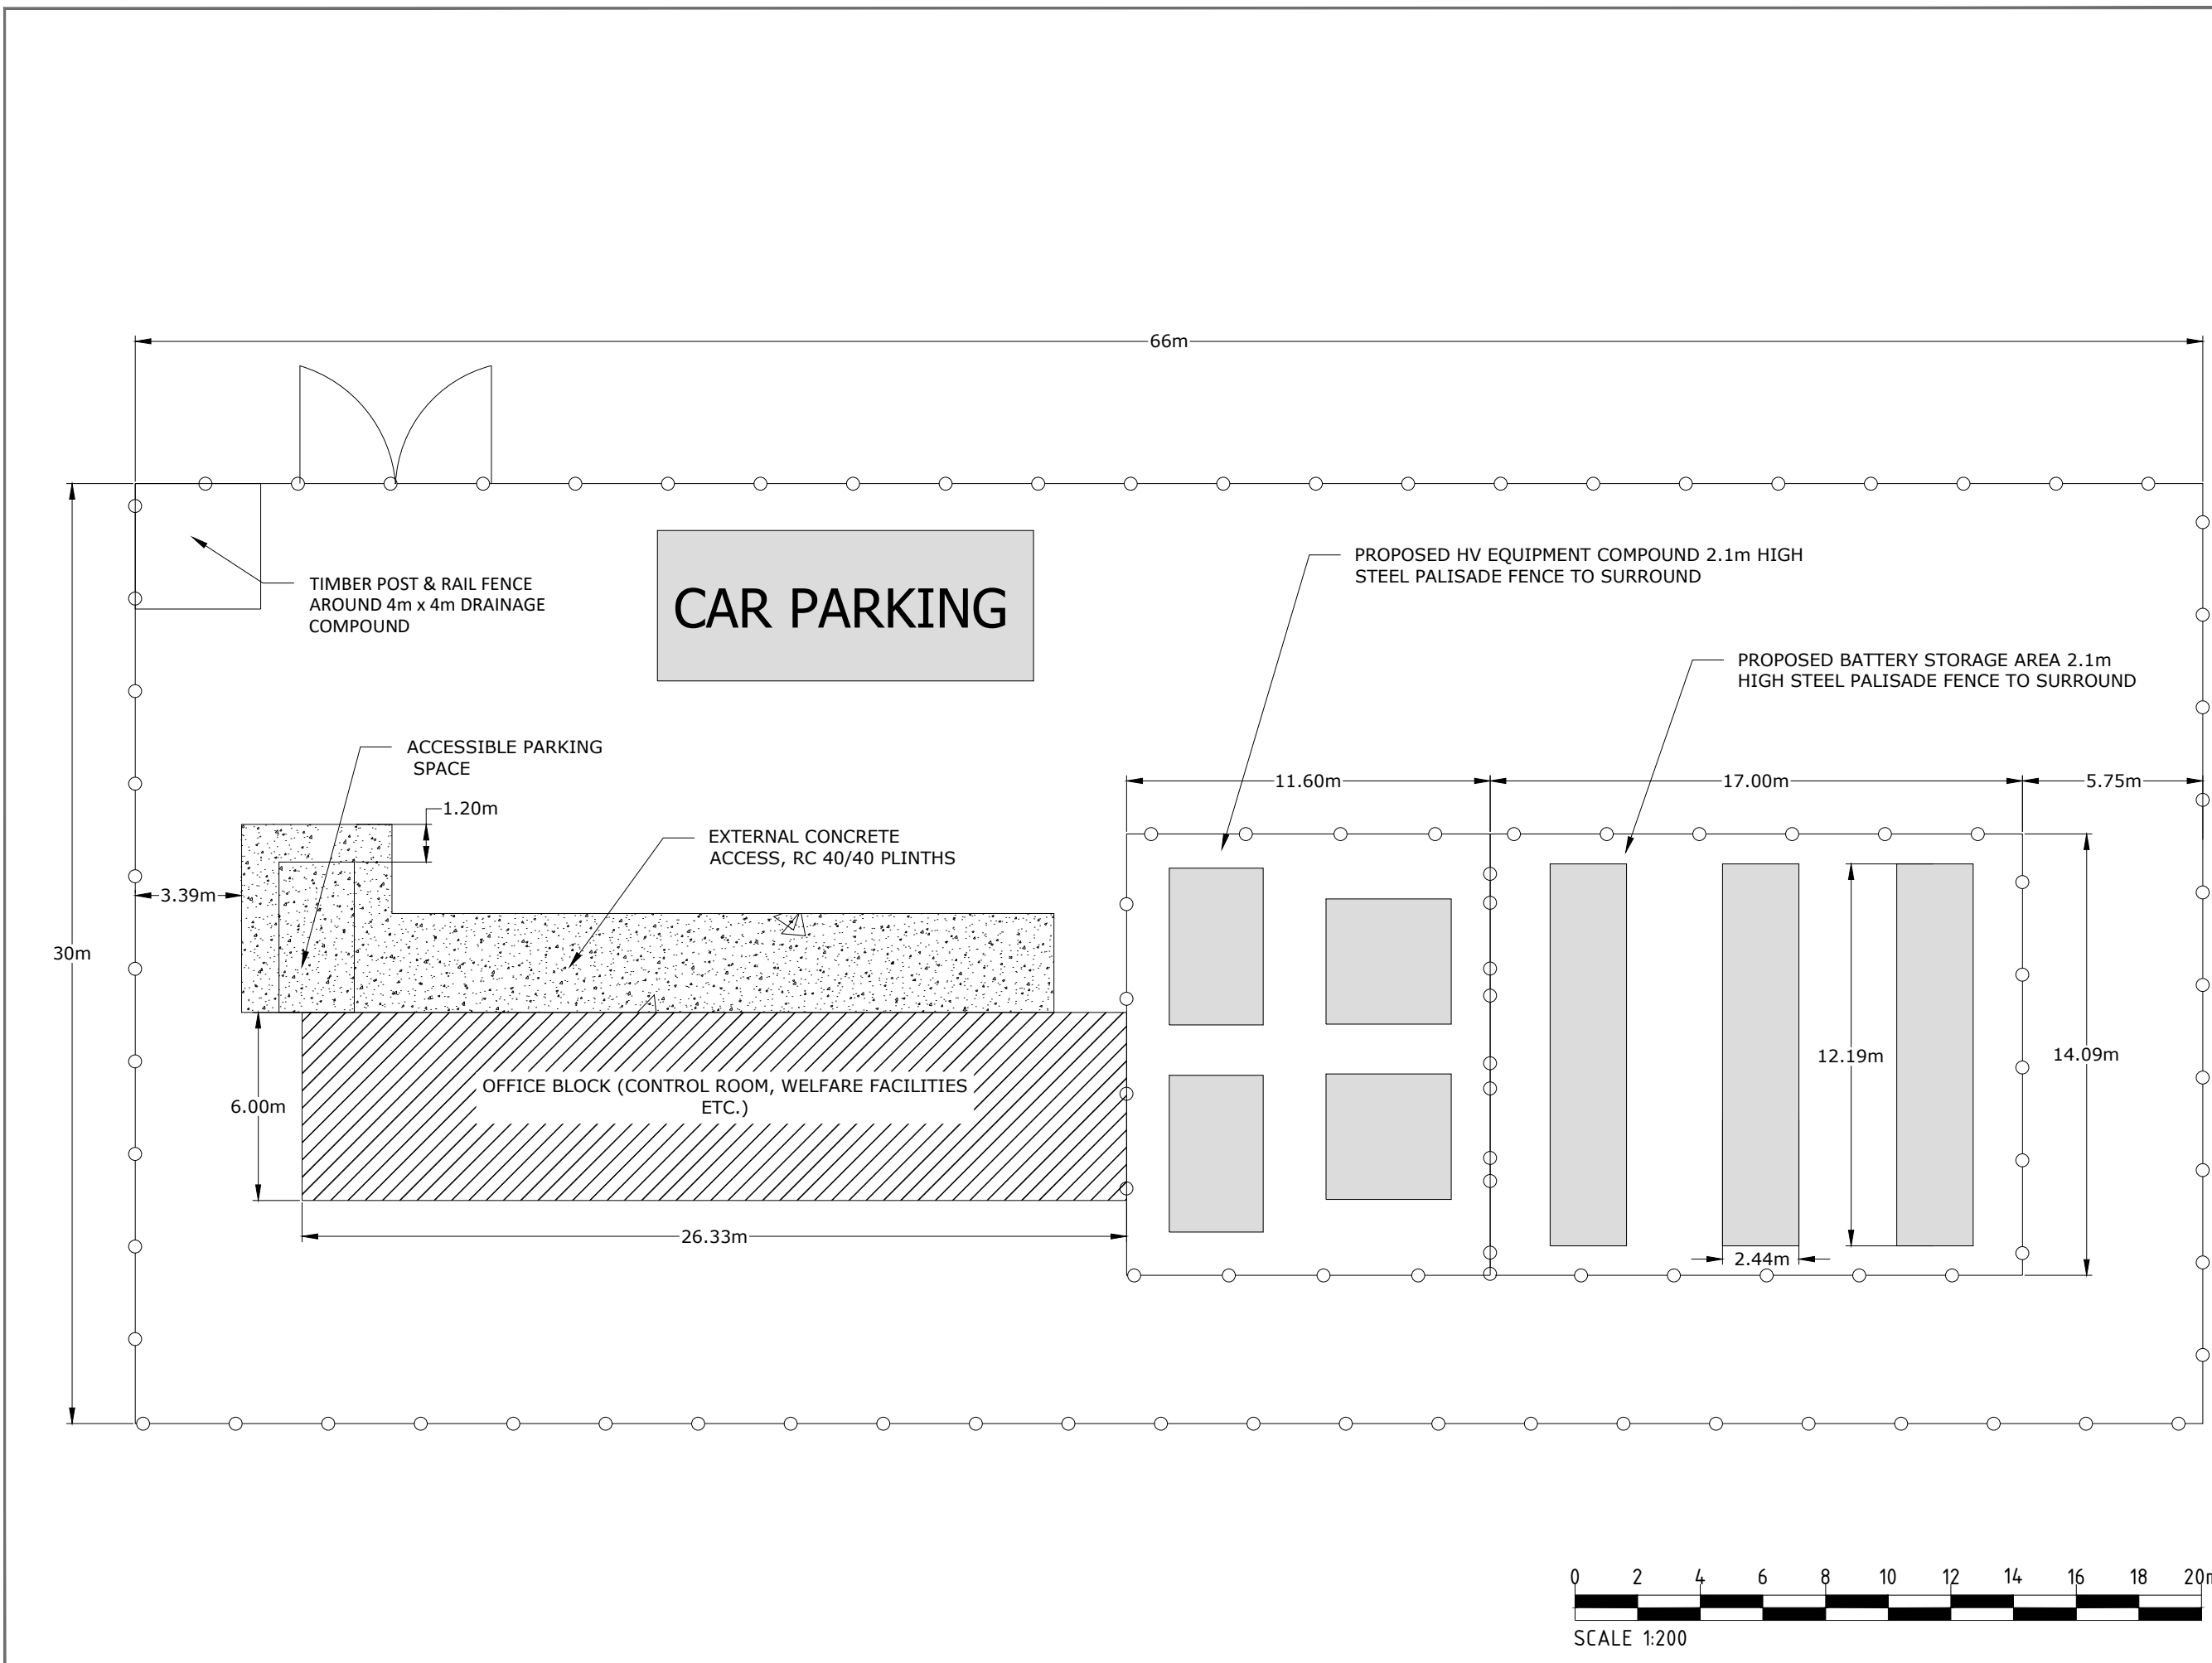 66m
TIMBER POST & RAIL FENCE
AROUND 4m x 4m DRAINAGE
COMPOUND
CAR PARKING
PROPOSED HV EQUIPMENT COMPOUND 2.1m HIGH
STEEL PALISADE FENCE TO SURROUND
PROPOSED BATTERY STORAGE AREA 2.1m
HIGH STEEL PALISADE FENCE TO SURROUND
ACCESSIBLE PARKING
SPACE
1.20m
EXTERNAL CONCRETE
ACCESS, RC 40/40 PLINTHS
11.60m
17.00m
5.75m
3.39m
30m
12.19m
14.09m
6.00m
OFFICE BLOCK (CONTROL ROOM, WELFARE FACILITIES
ETC.)
26.33m
2.44m
0 2 4 6 8 10 12 14 16 18 20m
SCALE 1:200